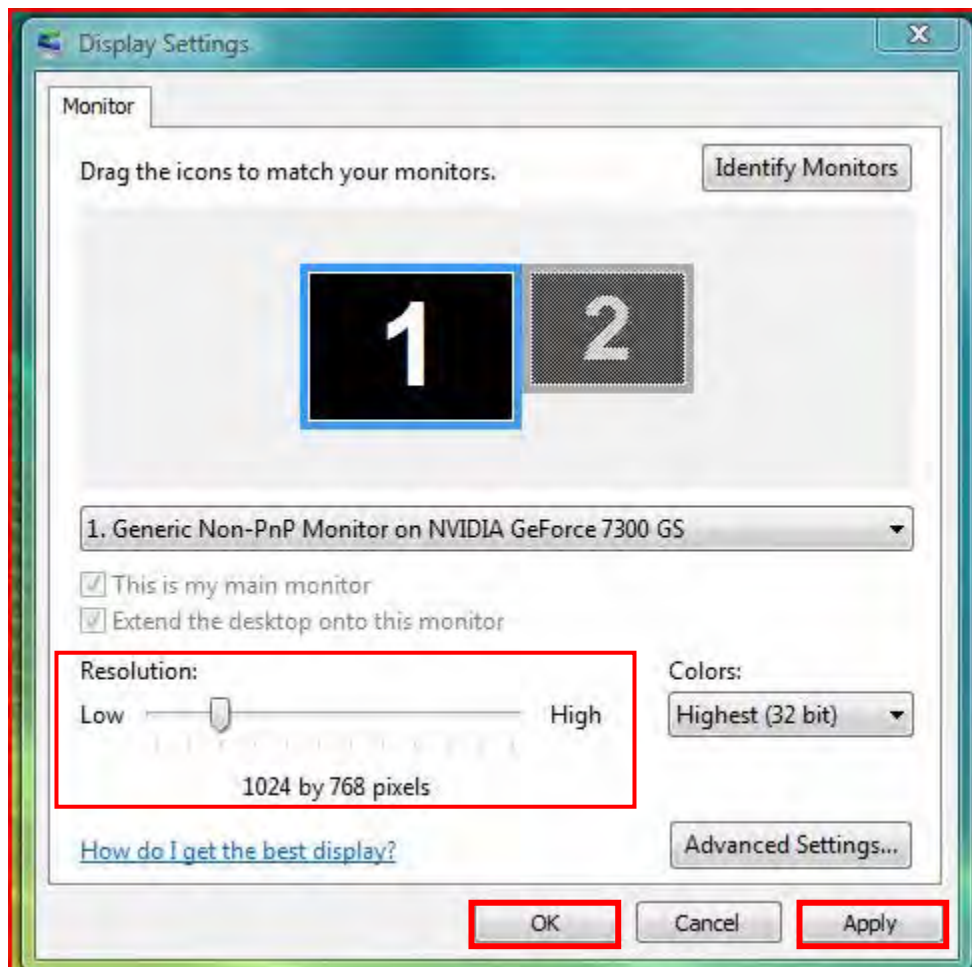 Display Settings
Monitor
Drag the icons to match your monitors.
Identify Monitors
1
2
1. Generic Non-PnP Monitor on NVIDIA GeForce 7300 GS
This is my main monitor
Extend the desktop onto this monitor
Resolution:
Colors:
Low
High
Highest (32 bit)
1024 by 768 pixels
How do I get the best display?
Advanced Settings...
OK
Cancel
Apply